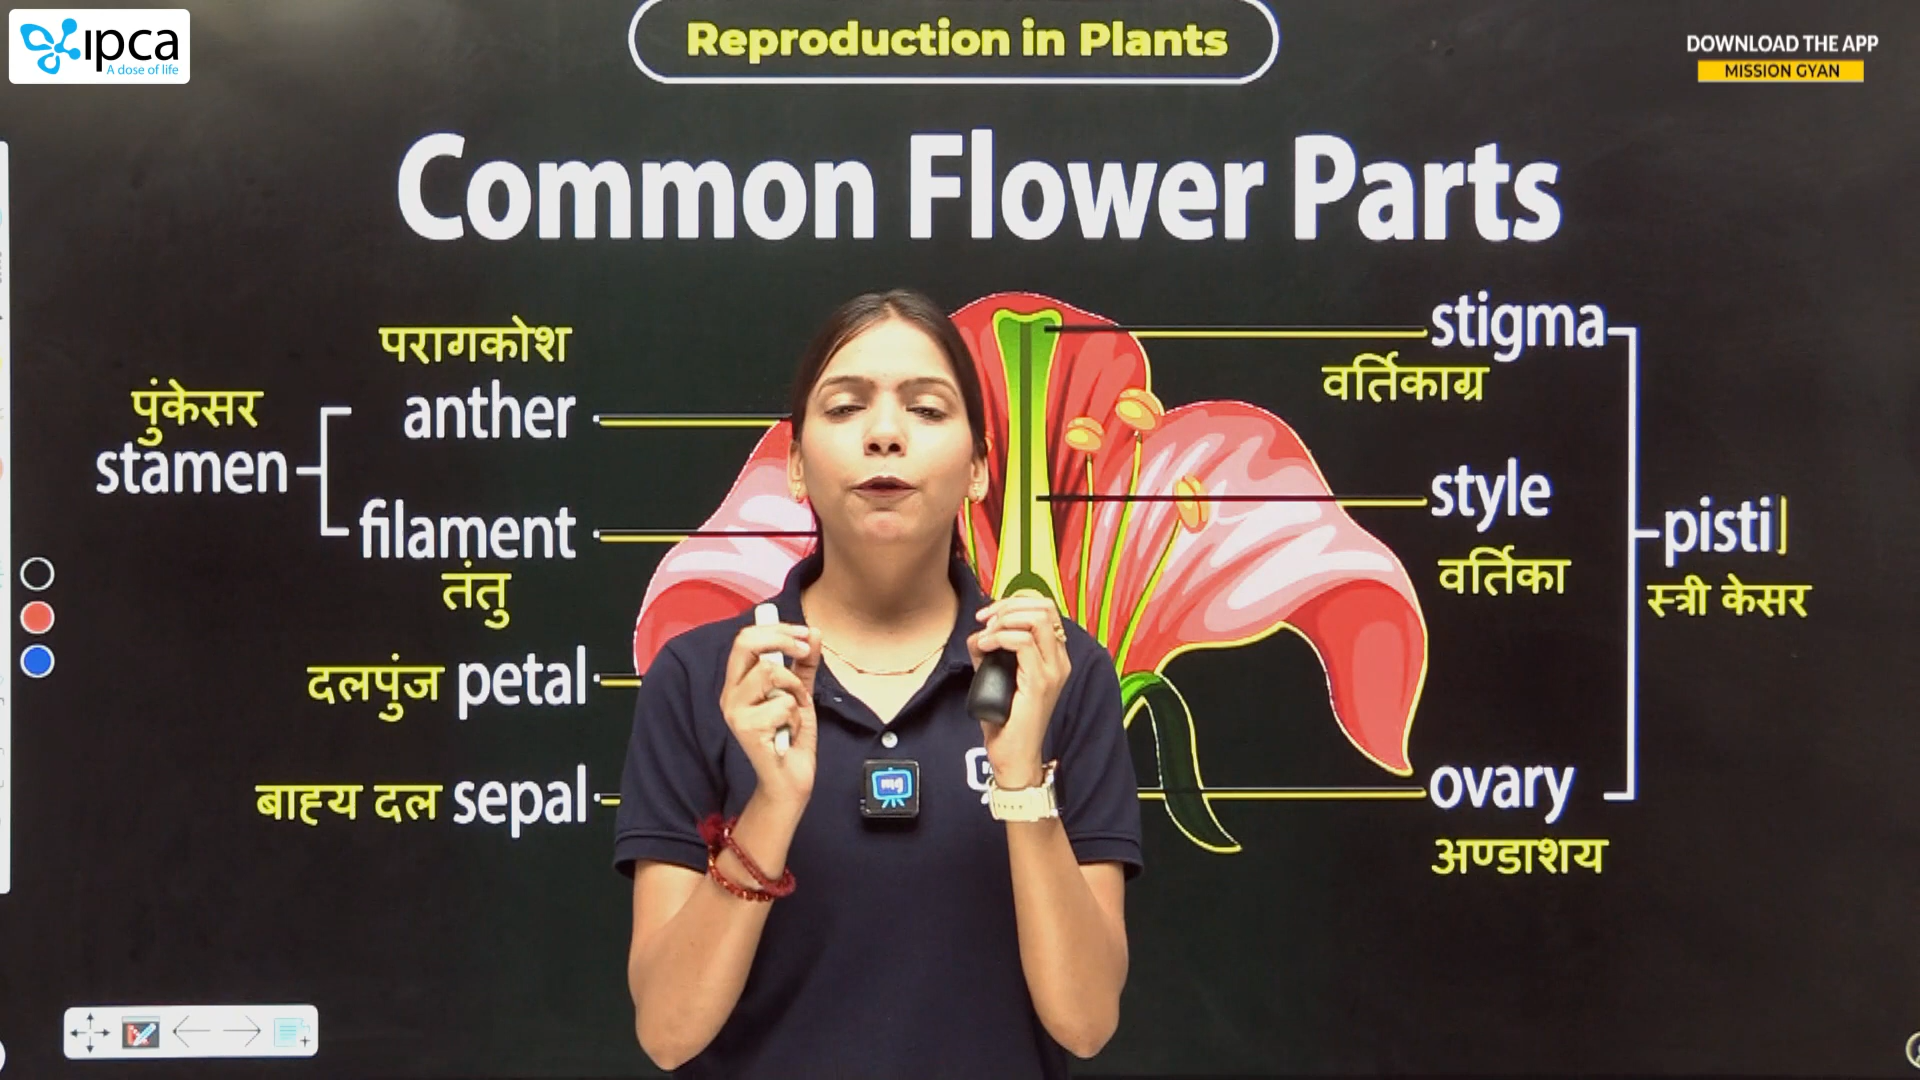 ipca
A dose of life
Reproduction in Plants
DOWNLOAD THE APP
MISSION GYAN
Common Flower Parts
परागकोश
anther
पुंकेसर
stamen
filament
तंतु
दलपुंज petal
बाह्य दल sepal
stigma
वर्तिकाग्र
style
वर्तिका
pistil
स्त्री केसर
ovary
अण्डाशय